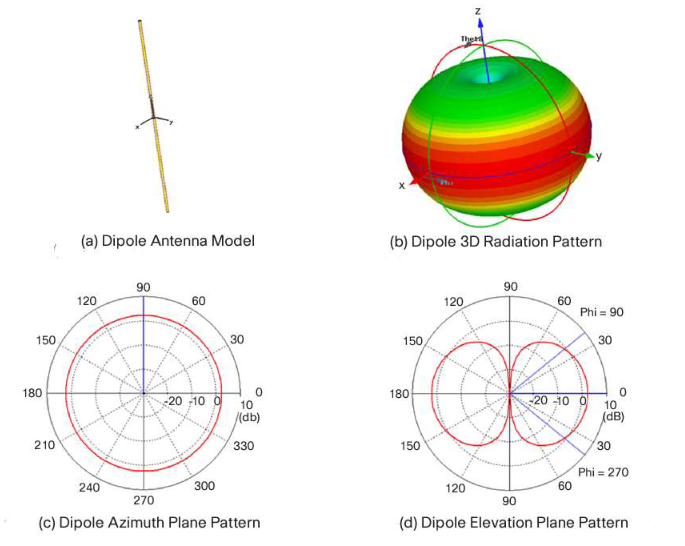 z
Theta
x
y
x
y
Phi
(a) Dipole Antenna Model
(b) Dipole 3D Radiation Pattern
90
120
60
150
30
180
-20 -10 0
10
0
(db)
210
330
240
300
270
90
120
60
Phi = 90
150
30
180
-20 -10 0
10
0
(dB)
150
30
Phi = 270
120
60
90
(c) Dipole Azimuth Plane Pattern
(d) Dipole Elevation Plane Pattern